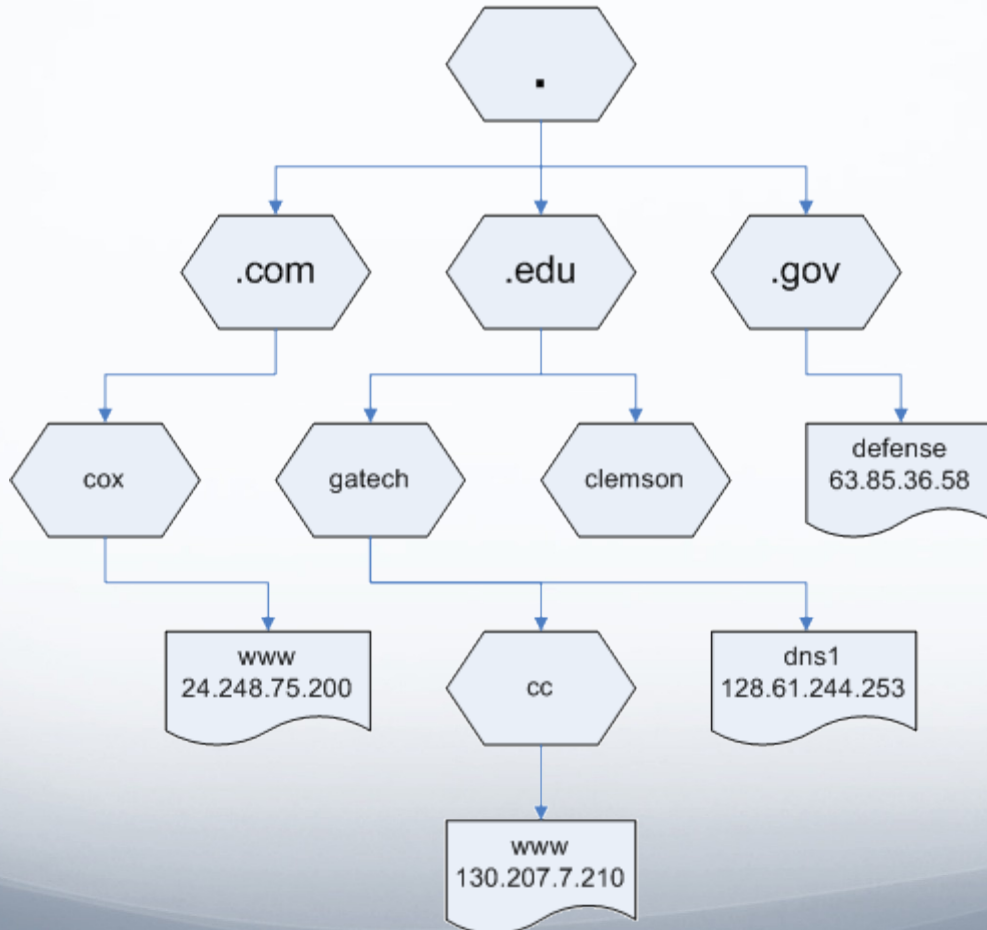 .
.com
.edu
.gov
cox
gatech
clemson
defense
63.85.36.58
www
24.248.75.200
cc
dns1
128.61.244.253
www
130.207.7.210